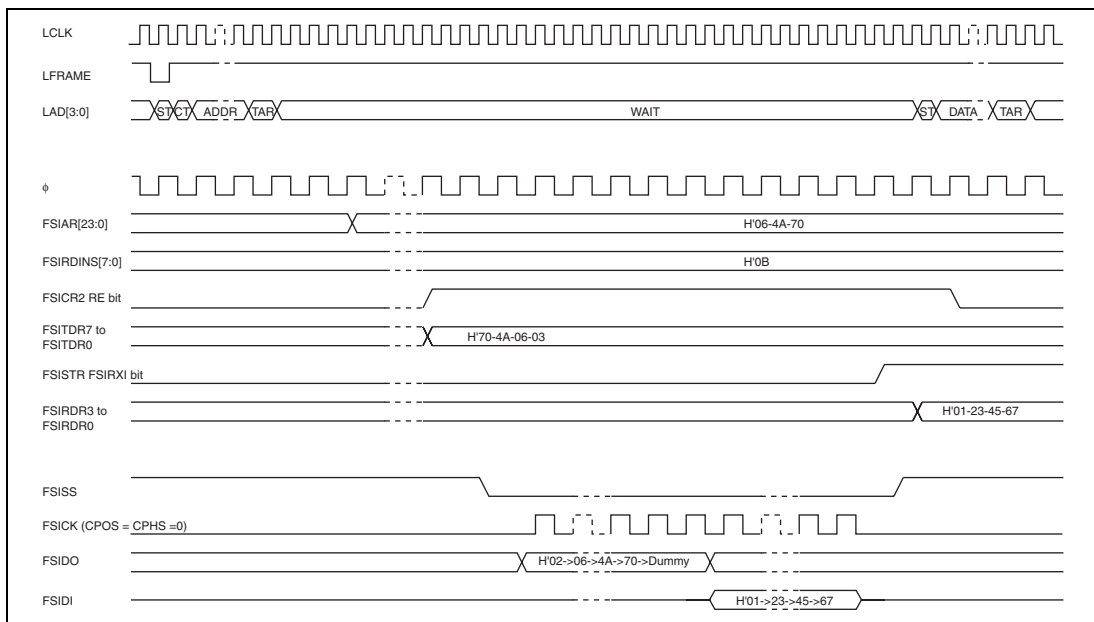 LCLK
LFRAME
LAD[3:0] ST CT ADDR TAR WAIT ST DATA TAR
ϕ
FSIAR[23:0] H'06-4A-70
FSIRDINS[7:0] H'0B
FSICR2 RE bit
FSITDR7 to
FSITDR0 H'70-4A-06-03
FSISTR FSIRXI bit
FSIRDR3 to
FSIRDR0 H'01-23-45-67
FSISS
FSICK (CPOS = CPHS =0)
FSIDO H'02->06->4A->70->Dummy
FSIDI H'01->23->45->67